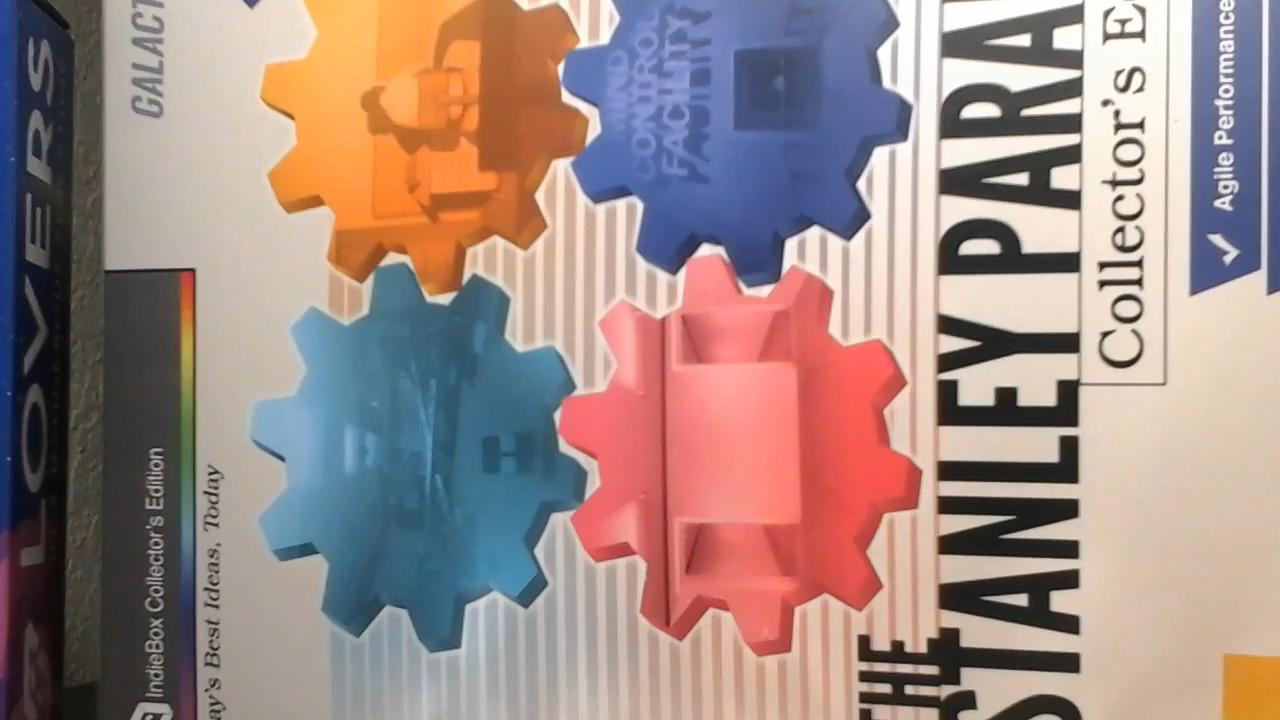 LOVERS
GALACT
IndieBox Collector's Edition
ay's Best Ideas, Today
MIND
CONTROL
FACILITY
THE
STANLEY PARA
Collector's E
Agile Performance